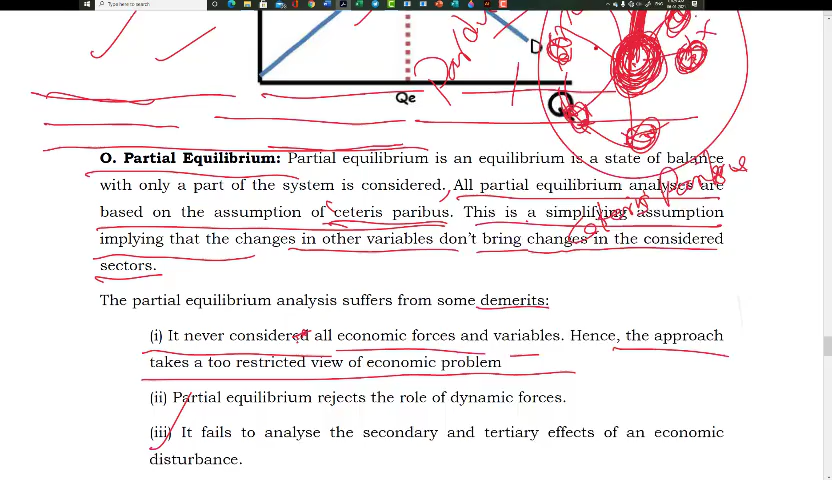 Type here to search
D
Qe
Q
O. Partial Equilibrium: Partial equilibrium is an equilibrium is a state of balance
with only a part of the system is considered. All partial equilibrium analyses are
based on the assumption of ceteris paribus. This is a simplifying assumption
implying that the changes in other variables don't bring changes in the considered
sectors.
The partial equilibrium analysis suffers from some demerits:
(i) It never considered all economic forces and variables. Hence, the approach
takes a too restricted view of economic problem
(ii) Partial equilibrium rejects the role of dynamic forces.
(iii) It fails to analyse the secondary and tertiary effects of an economic
disturbance.